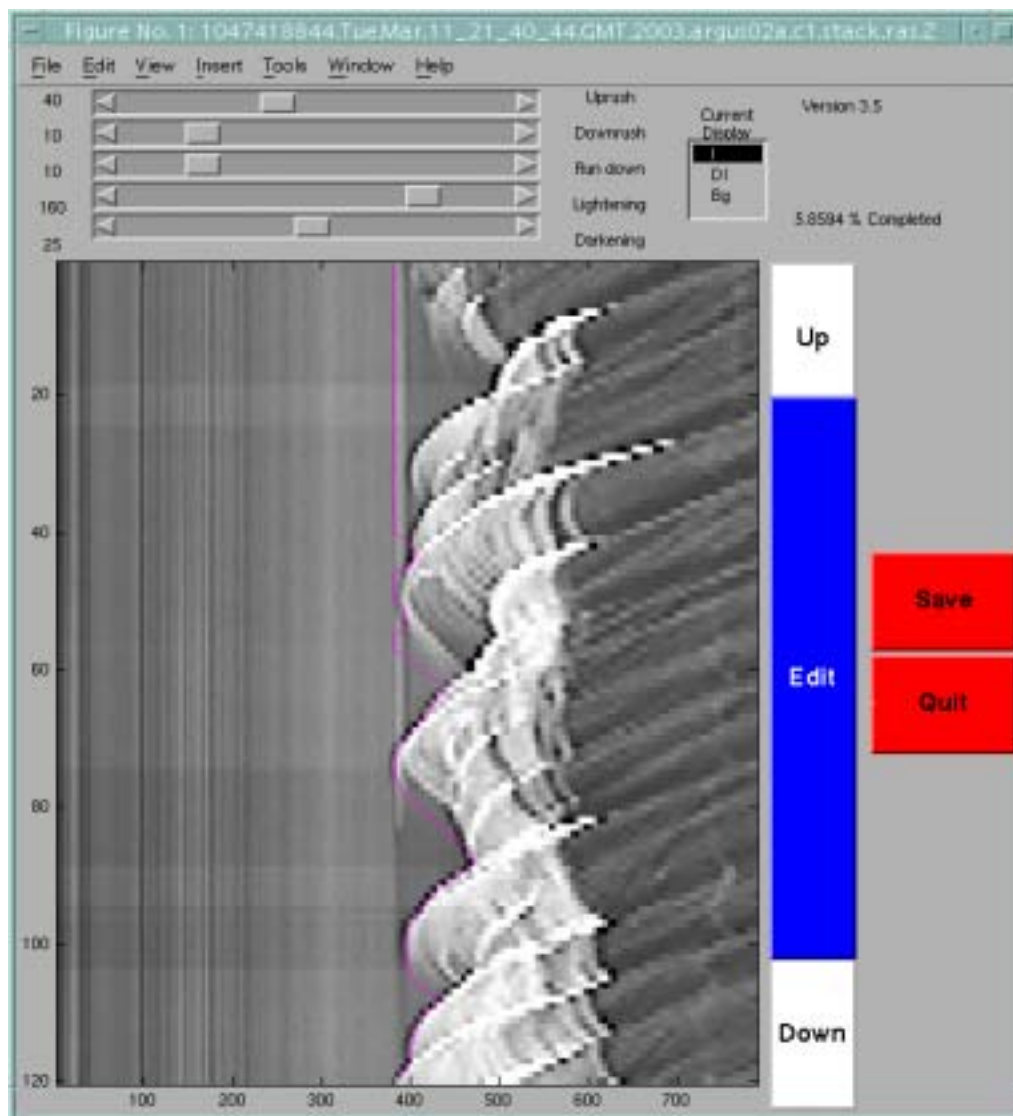 Figure No. 1: 1047418844.Tue.Mar.11_21_40_44.GMT.2003.argus02a.c1.stack.ras.Z
File Edit View Insert Tools Window Help
40 Uprush
10 Downrush
10 Run down
160 Lightening
25 Darkening
Current
Display
I
DI
Bg
Version 3.5
5.8594 % Completed
Up
Edit
Down
Save
Quit
20
40
60
80
100
120
100 200 300 400 500 600 700